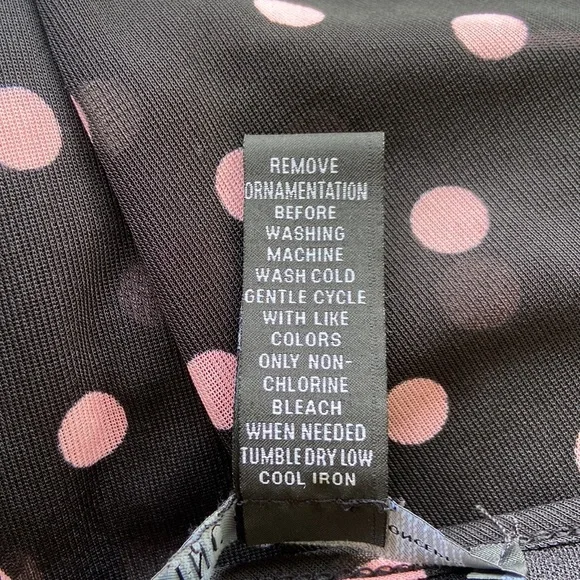 REMOVE
ORNAMENTATION
BEFORE
WASHING
MACHINE
WASH COLD
GENTLE CYCLE
WITH LIKE
COLORS
ONLY NON-
CHLORINE
BLEACH
WHEN NEEDED
TUMBLE DRY LOW
COOL IRON